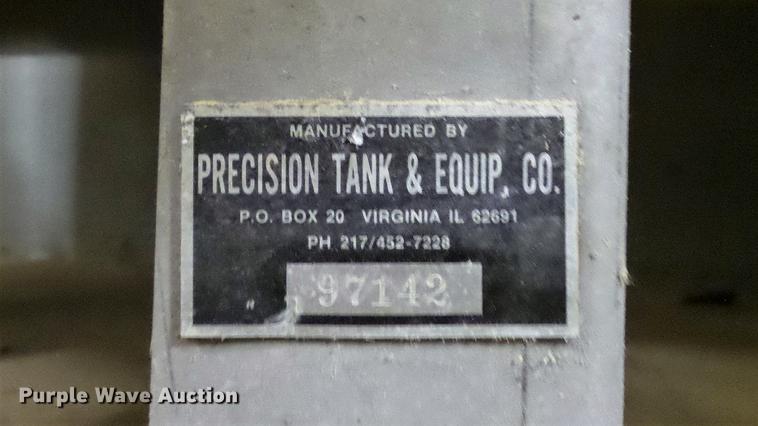 MANUFACTURED BY
PRECISION TANK & EQUIP, CO.
P.O. BOX 20 VIRGINIA IL 62691
PH 217/452-7228
97142
Purple Wave Auction